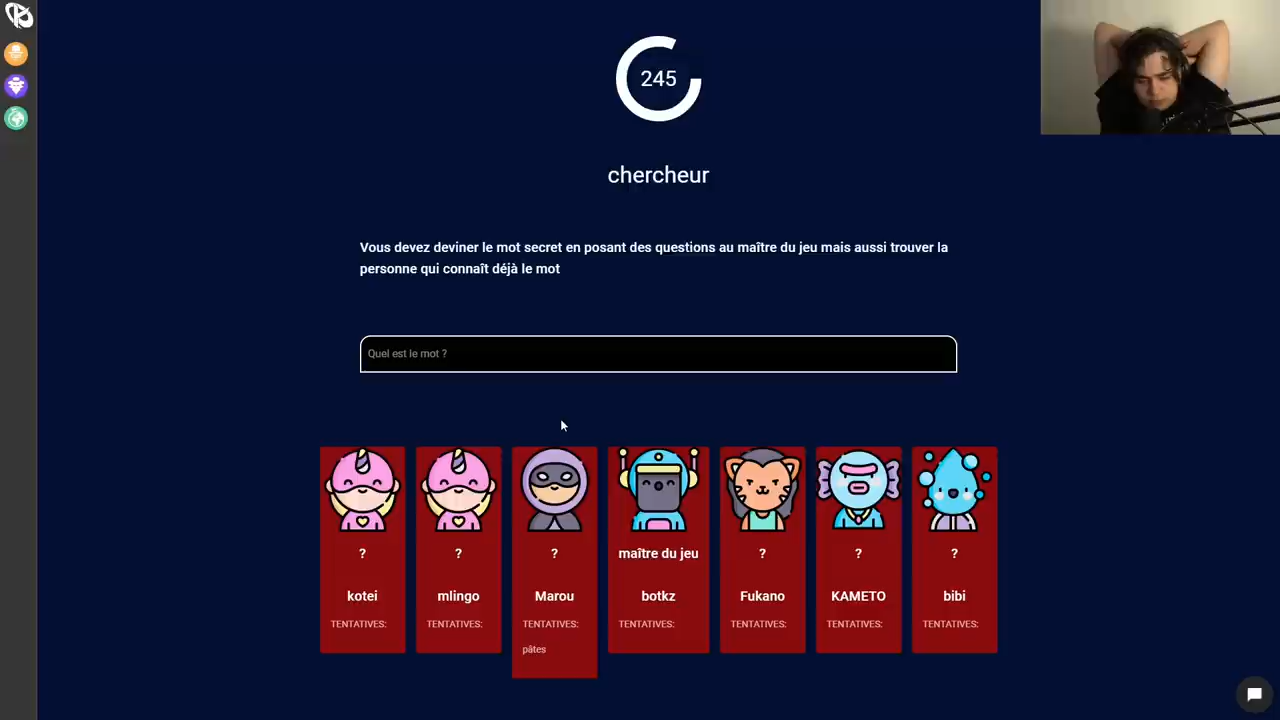 245
chercheur
Vous devez deviner le mot secret en posant des questions au maître du jeu mais aussi trouver la
personne qui connaît déjà le mot
Quel est le mot ?
? ? ? maître du jeu ? ? ?
kotei mlingo Marou botkz Fukano KAMETO bibi
TENTATIVES: TENTATIVES: TENTATIVES: TENTATIVES: TENTATIVES: TENTATIVES: TENTATIVES:
pâtes